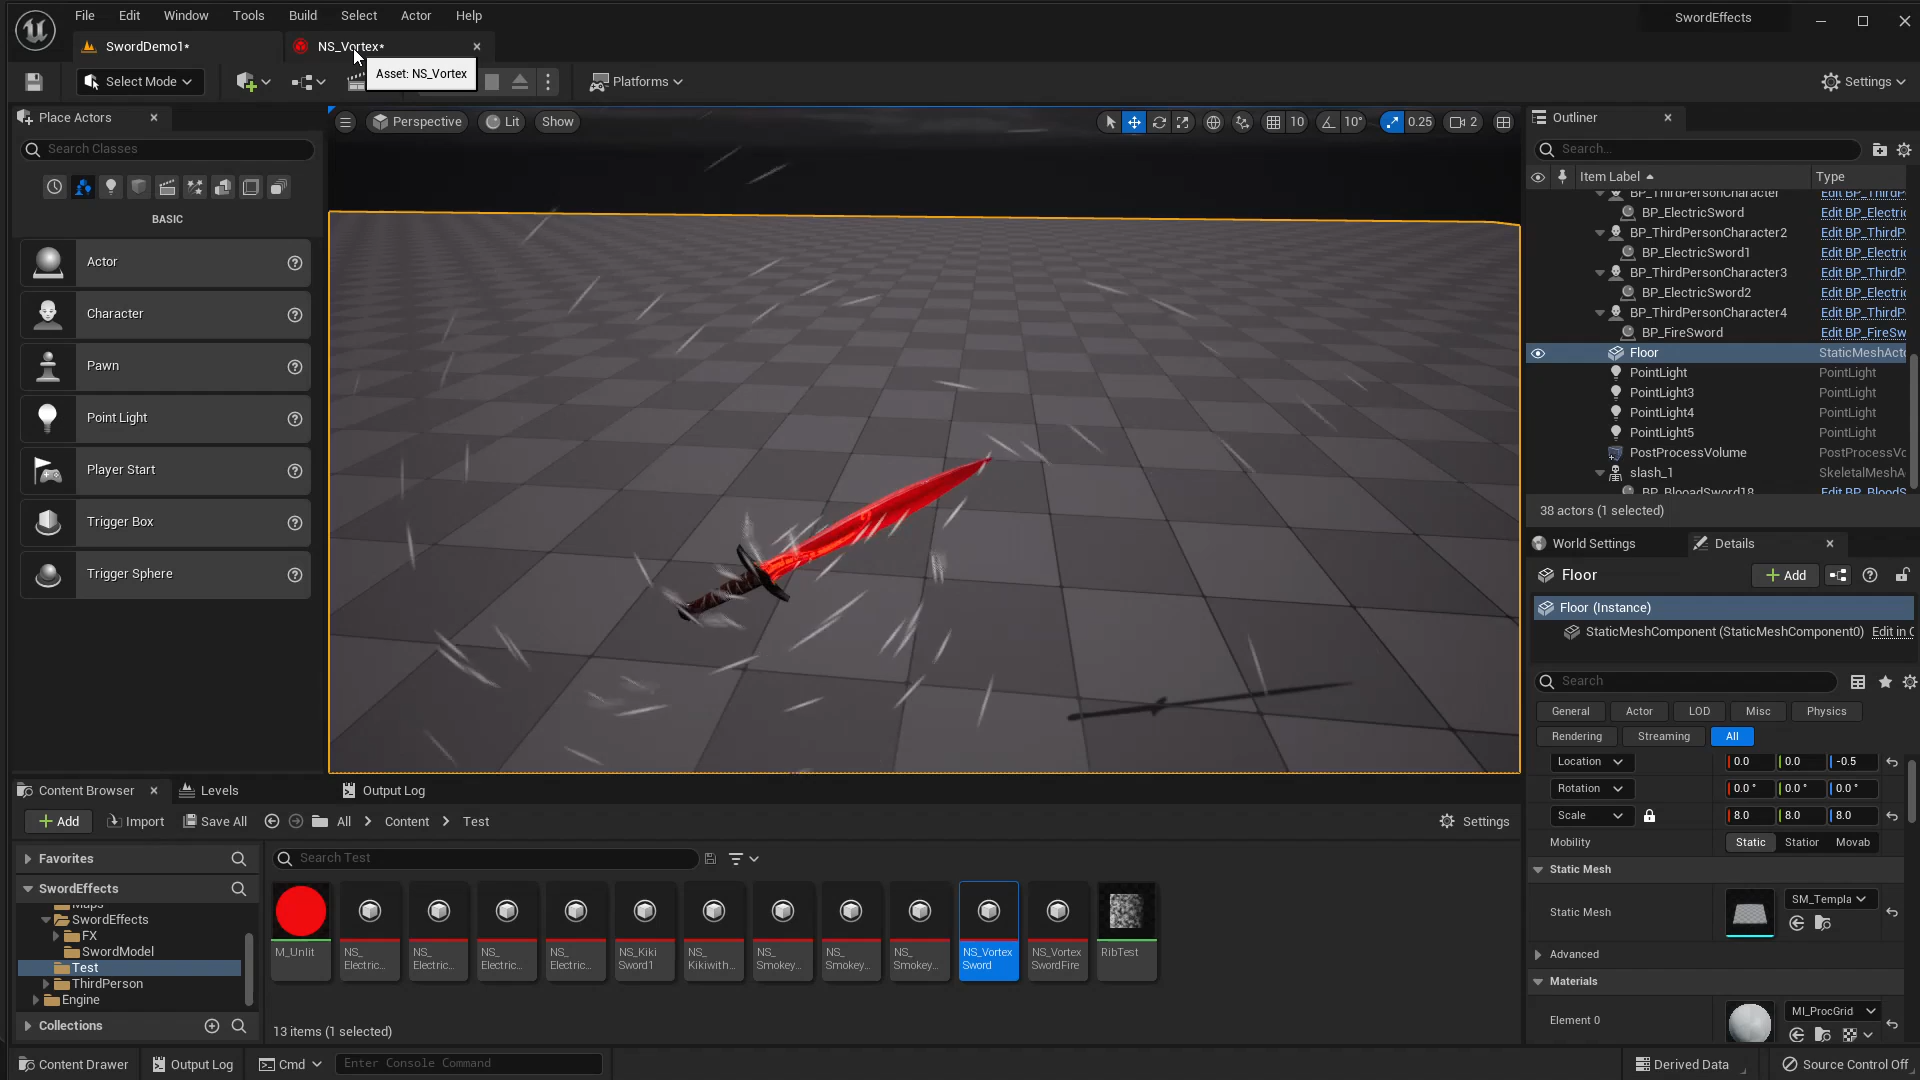 File Edit Window Tools Build Select Actor Help
SwordEffects
SwordDemo1*
NS_Vortex*
Asset: NS_Vortex
Select Mode
Platforms
Settings
Place Actors
Search Classes
BASIC
Actor
Character
Pawn
Point Light
Player Start
Trigger Box
Trigger Sphere
Perspective
Lit
Show
10
10°
0.25
2
Outliner
Search...
Item Label
Type
BP_ThirdPersonCharacter Edit BP_ThirdP
BP_ElectricSword Edit BP_Electric
BP_ThirdPersonCharacter2 Edit BP_ThirdP
BP_ElectricSword1 Edit BP_Electric
BP_ThirdPersonCharacter3 Edit BP_ThirdP
BP_ElectricSword2 Edit BP_Electric
BP_ThirdPersonCharacter4 Edit BP_ThirdP
BP_FireSword Edit BP_FireSw
Floor StaticMeshActo
PointLight PointLight
PointLight3 PointLight
PointLight4 PointLight
PointLight5 PointLight
PostProcessVolume PostProcessVo
slash_1 SkeletalMeshA
BP_BloadSword18 Edit BP_BloodS
38 actors (1 selected)
World Settings
Details
Floor
Add
Floor (Instance)
StaticMeshComponent (StaticMeshComponent0) Edit in C
Search
General Actor LOD Misc Physics
Rendering Streaming All
Location 0.0 0.0 -0.5
Rotation 0.0° 0.0° 0.0°
Scale 8.0 8.0 8.0
Mobility Static Station Movab
Static Mesh
Static Mesh SM_Templa
Advanced
Materials
Element 0 MI_ProcGrid
Content Browser
Levels
Output Log
Add
Import
Save All
All > Content > Test
Settings
Favorites
SwordEffects
Maps
SwordEffects
FX
SwordModel
Test
ThirdPerson
Engine
Collections
Search Test
M_Unlit
NS_
Electric...
NS_
Electric...
NS_
Electric...
NS_
Electric...
NS_Kiki
Sword1
NS_
Kikiwith...
NS_
Smokey...
NS_
Smokey...
NS_
Smokey...
NS_Vortex
Sword
NS_Vortex
SwordFire
RibTest
13 items (1 selected)
Content Drawer
Output Log
Cmd
Enter Console Command
Derived Data
Source Control Off